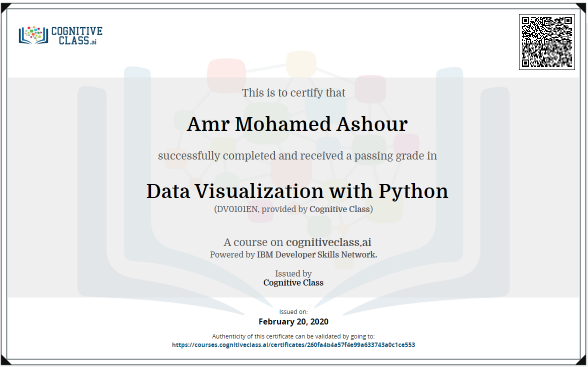 COGNITIVE
CLASS.ai
This is to certify that
Amr Mohamed Ashour
successfully completed and received a passing grade in
Data Visualization with Python
(DV0101EN, provided by Cognitive Class)
A course on cognitiveclass.ai
Powered by IBM Developer Skills Network.
Issued by
Cognitive Class
Issued on:
February 20, 2020
Authenticity of this certificate can be validated by going to:
https://courses.cognitiveclass.ai/certificates/260fa4b4a57f4e99a633743a0c1ce553